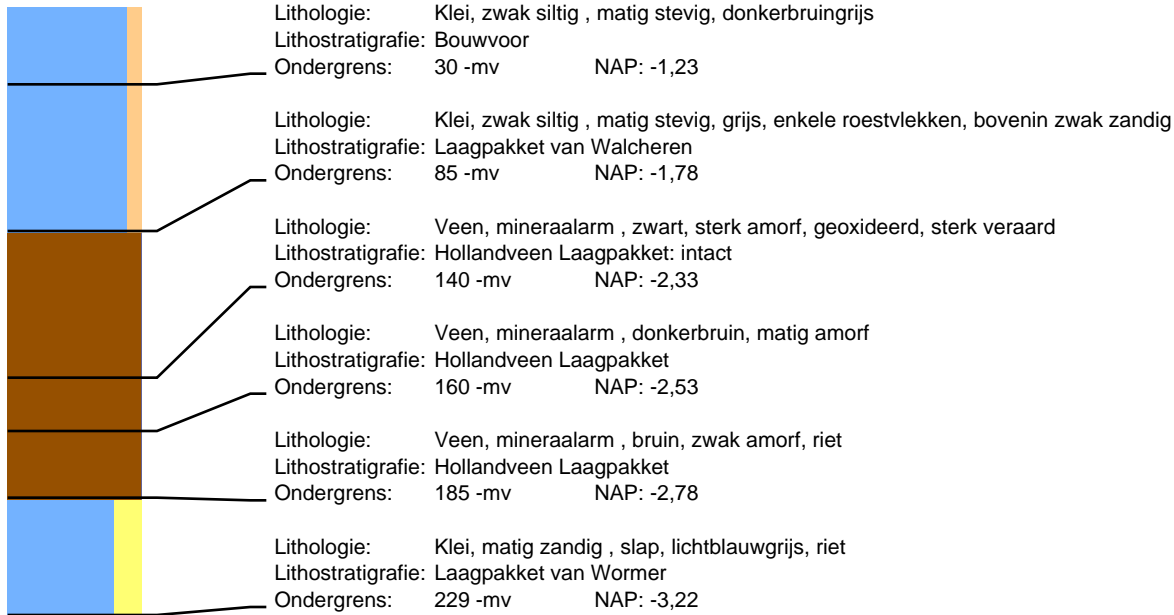 Lithologie: Klei, zwak siltig , matig stevig, donkerbruingrijs
Lithostratigrafie: Bouwvoor
Ondergrens: 30 -mv NAP: -1,23
Lithologie: Klei, zwak siltig , matig stevig, grijs, enkele roestvlekken, bovenin zwak zandig
Lithostratigrafie: Laagpakket van Walcheren
Ondergrens: 85 -mv NAP: -1,78
Lithologie: Veen, mineraalarm , zwart, sterk amorf, geoxideerd, sterk veraard
Lithostratigrafie: Hollandveen Laagpakket: intact
Ondergrens: 140 -mv NAP: -2,33
Lithologie: Veen, mineraalarm , donkerbruin, matig amorf
Lithostratigrafie: Hollandveen Laagpakket
Ondergrens: 160 -mv NAP: -2,53
Lithologie: Veen, mineraalarm , bruin, zwak amorf, riet
Lithostratigrafie: Hollandveen Laagpakket
Ondergrens: 185 -mv NAP: -2,78
Lithologie: Klei, matig zandig , slap, lichtblauwgrijs, riet
Lithostratigrafie: Laagpakket van Wormer
Ondergrens: 229 -mv NAP: -3,22